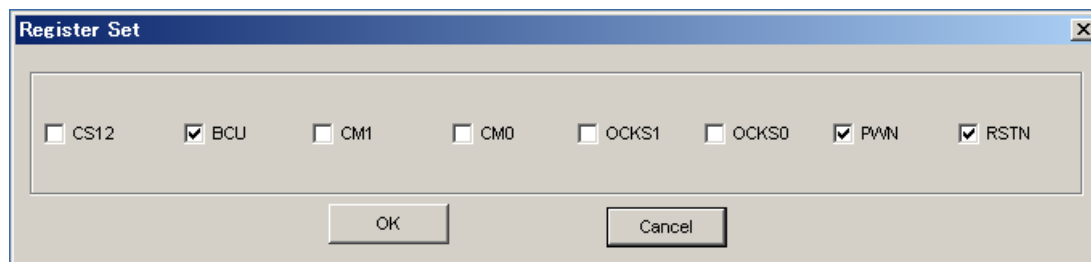 Register Set
CS12 BCU CM1 CM0 OCKS1 OCKS0 PWN RSTN
OK Cancel